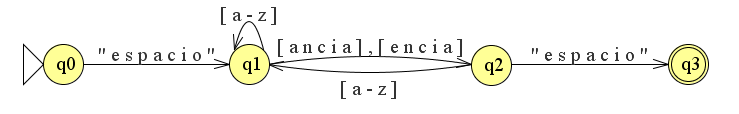 [a-z]
"espacio"
[ancia],[encia]
"espacio"
q0
q1
q2
q3
[a-z]